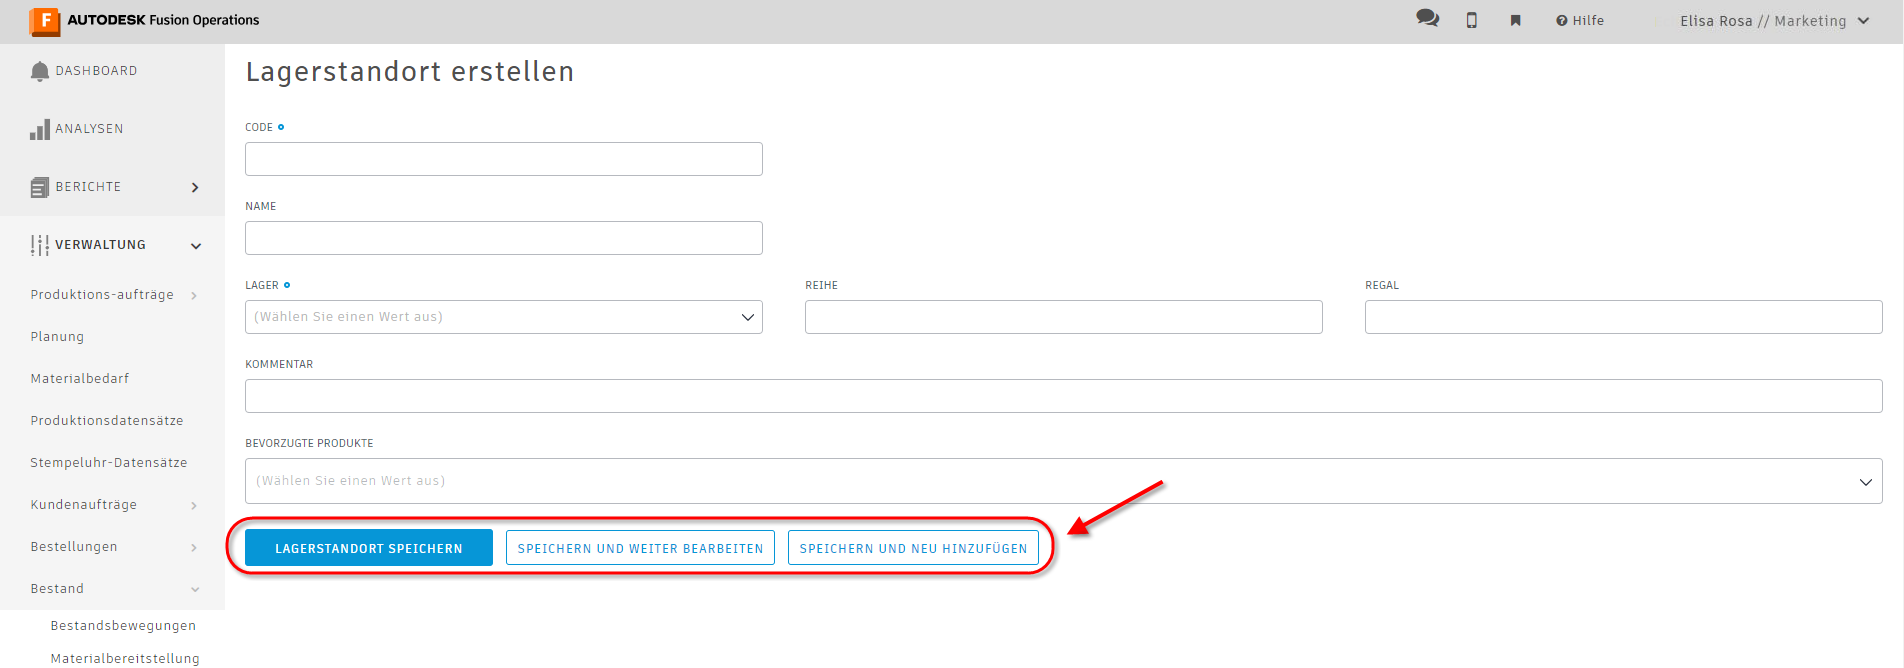 AUTODESK Fusion Operations
Hilfe
Elisa Rosa // Marketing
DASHBOARD
ANALYSEN
BERICHTE
VERWALTUNG
Produktions-aufträge
Planung
Materialbedarf
Produktionsdatensätze
Stempeluhr-Datensätze
Kundenaufträge
Bestellungen
Bestand
Bestandsbewegungen
Materialbereitstellung
Lagerstandort erstellen
CODE
NAME
LAGER
(Wählen Sie einen Wert aus)
REIHE
REGAL
KOMMENTAR
BEVORZUGTE PRODUKTE
(Wählen Sie einen Wert aus)
LAGERSTANDORT SPEICHERN
SPEICHERN UND WEITER BEARBEITEN
SPEICHERN UND NEU HINZUFÜGEN